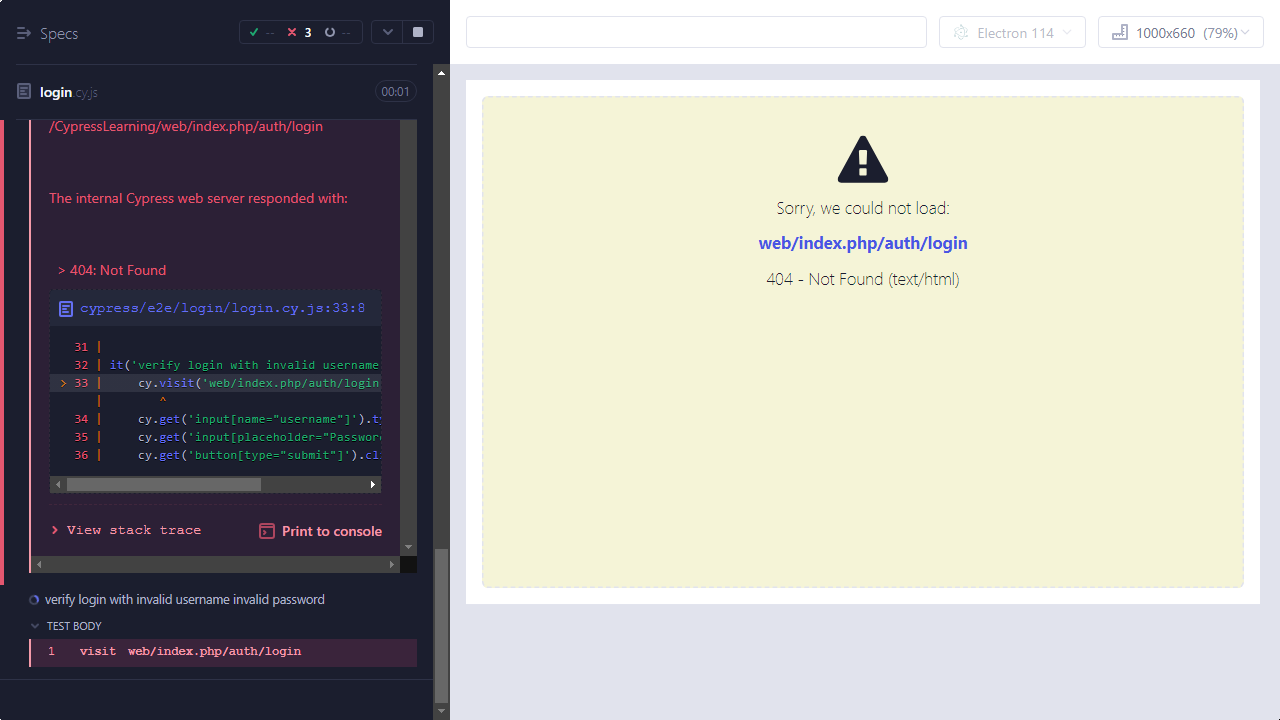 Specs
-- 3 --
Electron 114
1000x660 (79%)
login.cy.js
00:01
/CypressLearning/web/index.php/auth/login
The internal Cypress web server responded with:
> 404: Not Found
cypress/e2e/login/login.cy.js:33:8
31 |
32 | it('verify login with invalid username
> 33 | cy.visit('web/index.php/auth/login
| ^
34 | cy.get('input[name="username"]').ty
35 | cy.get('input[placeholder="Password
36 | cy.get('button[type="submit"]').cli
> View stack trace
Print to console
verify login with invalid username invalid password
TEST BODY
1 visit web/index.php/auth/login
Sorry, we could not load:
web/index.php/auth/login
404 - Not Found (text/html)